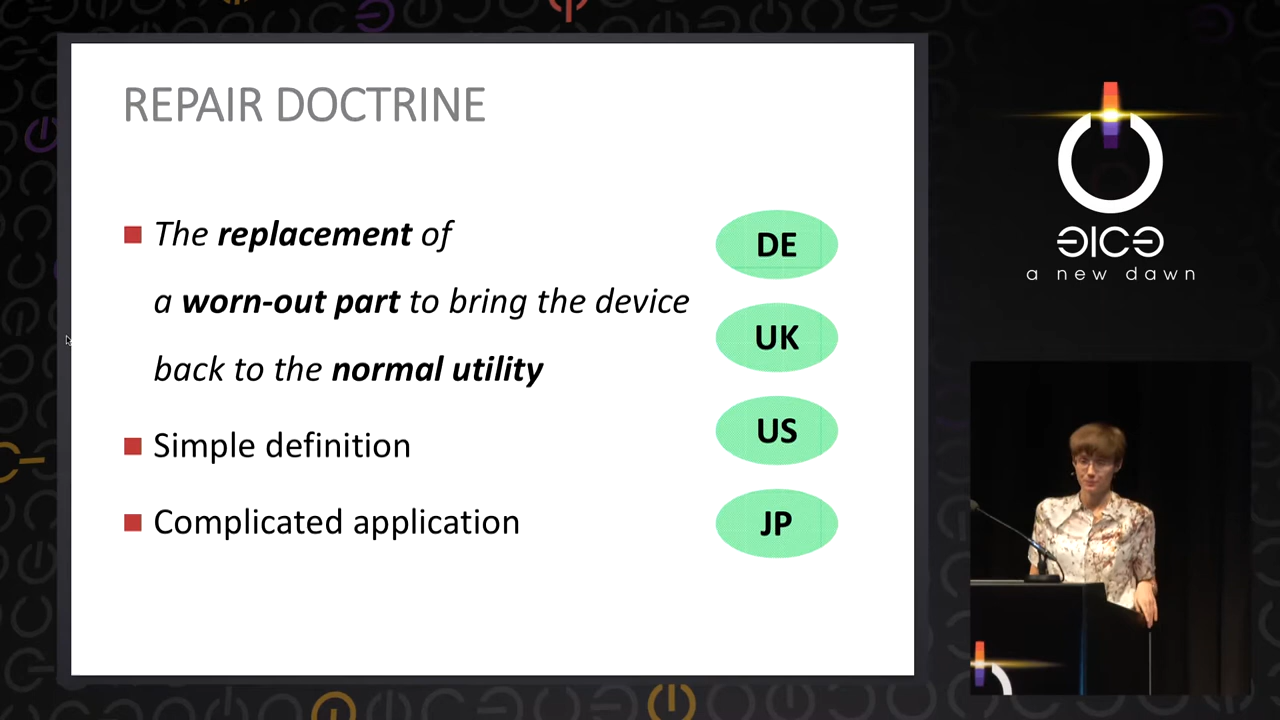 REPAIR DOCTRINE
The replacement of
a worn-out part to bring the device
back to the normal utility
Simple definition
Complicated application
DE
UK
US
JP
ƎICƏ
a new dawn